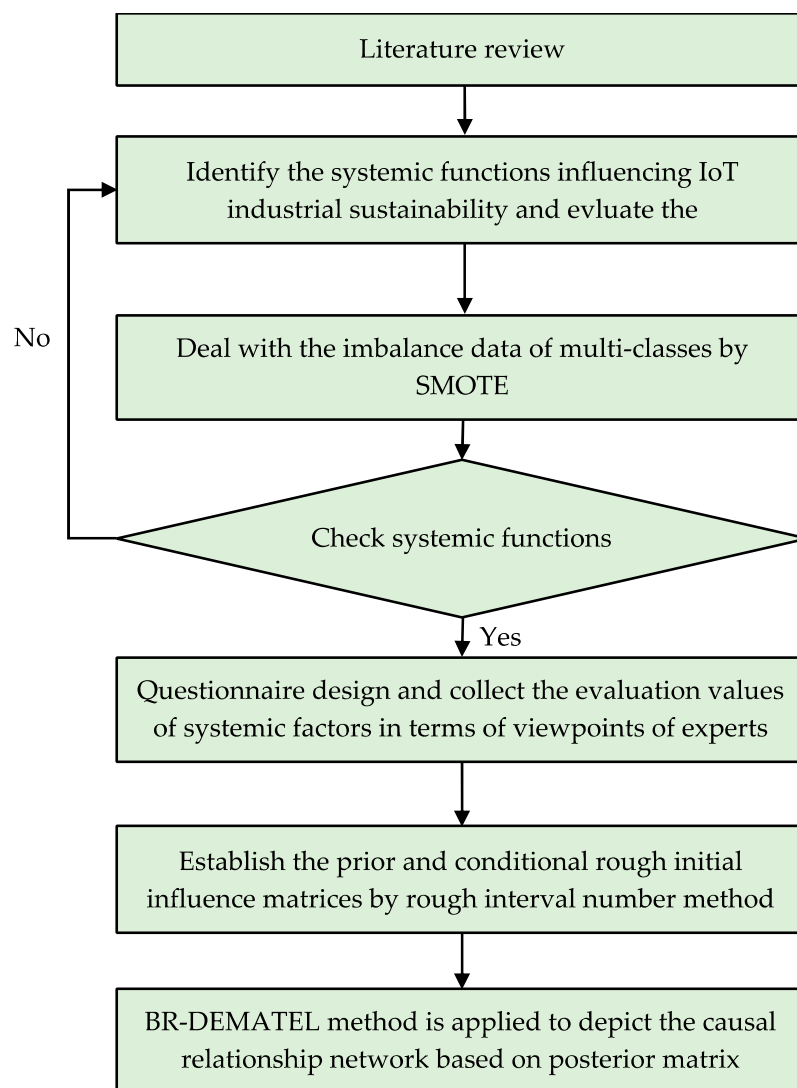 Literature review
Identify the systemic functions influencing IoT
industrial sustainability and evluate the
Deal with the imbalance data of multi-classes by
SMOTE
No
Check systemic functions
Yes
Questionnaire design and collect the evaluation values
of systemic factors in terms of viewpoints of experts
Establish the prior and conditional rough initial
influence matrices by rough interval number method
BR-DEMATEL method is applied to depict the causal
relationship network based on posterior matrix